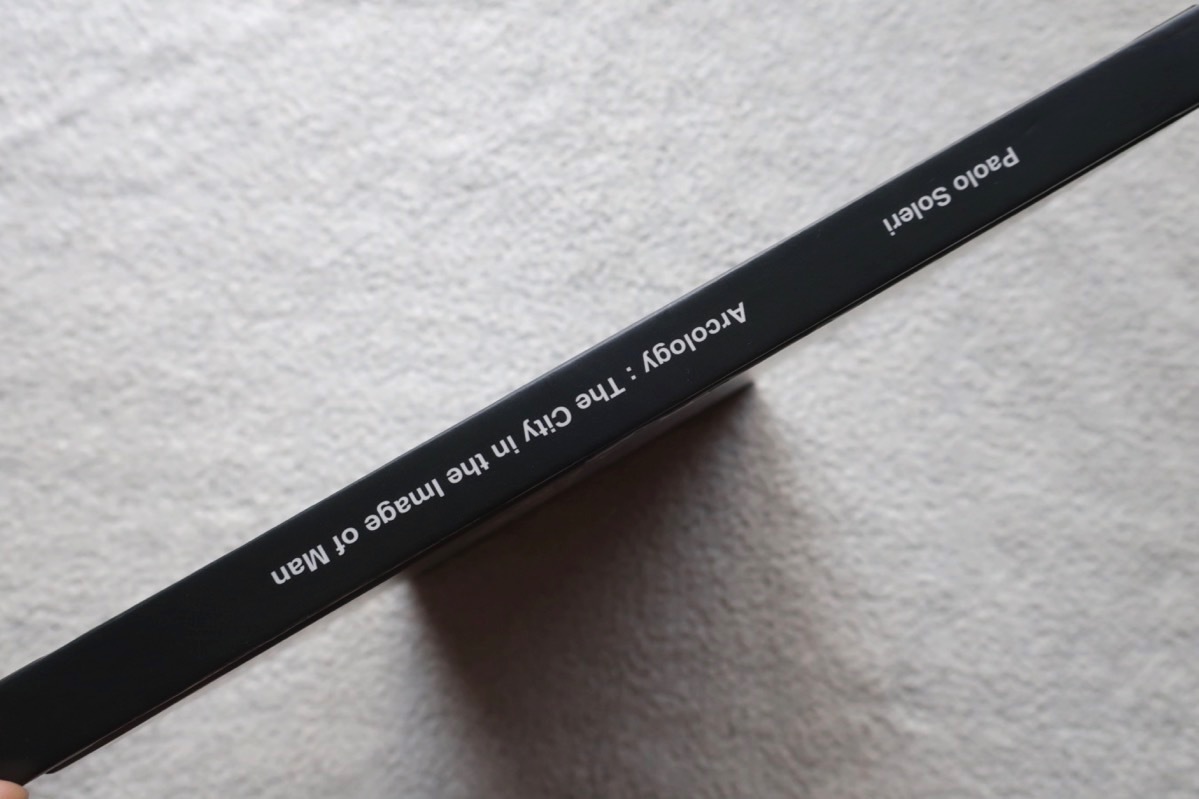 Paolo Soleri
Arcology : The City in the Image of Man